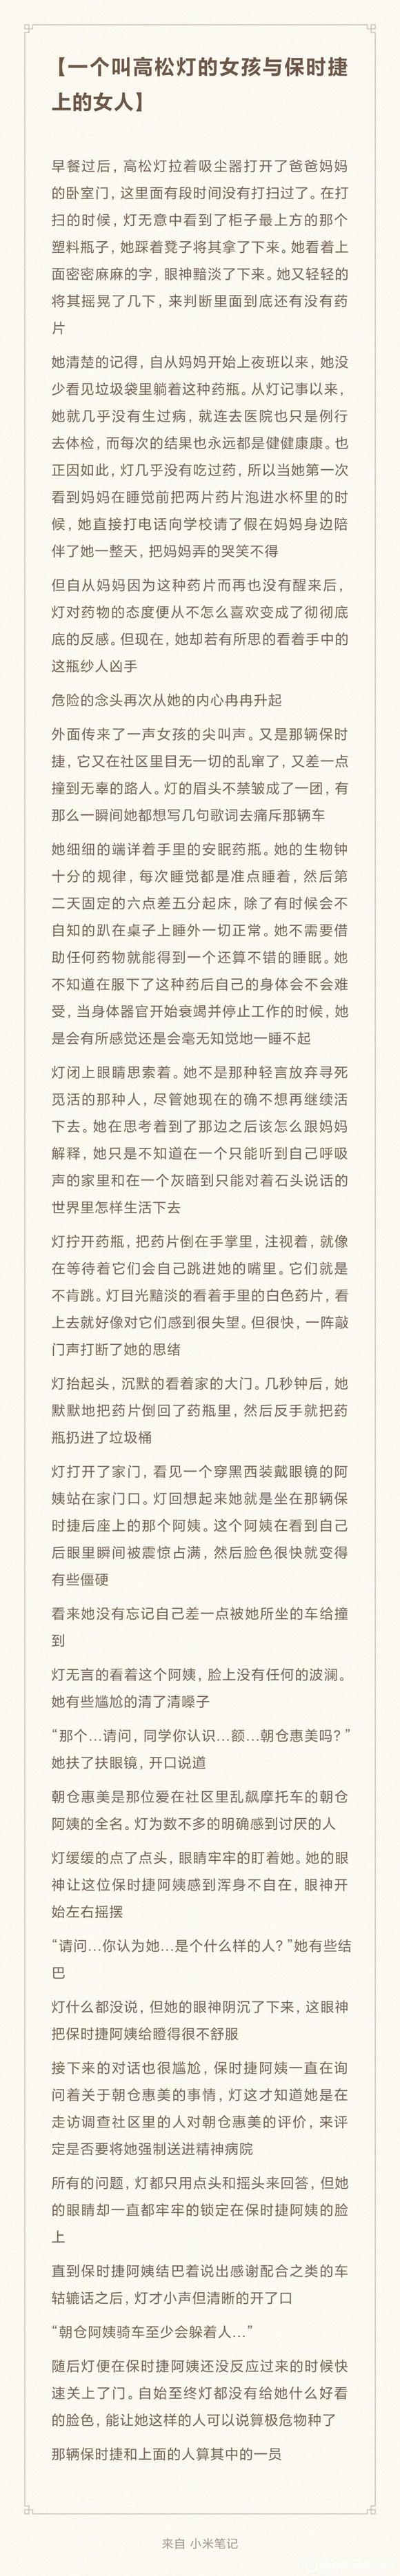 【一个叫高松灯的女孩与保时捷
上的女人】
早餐过后，高松灯拉着吸尘器打开了爸爸妈妈
的卧室门，这里面有段时间没有打扫过了。在打
扫的时候，灯无意中看到了柜子最上方的那个
塑料瓶子，她踩着凳子将其拿了下来。她看着上
面密密麻麻的字，眼神黯淡了下来。她又轻轻的
将其摇晃了几下，来判断里面到底还有没有药
片
她清楚的记得，自从妈妈开始上夜班以来，她没
少看见垃圾袋里躺着这种药瓶。从灯记事以来，
她就几乎没有生过病，就连去医院也只是例行
去体检，而每次的结果也永远都是健健康康。也
正因如此，灯几乎没有吃过药，所以当她第一次
看到妈妈在睡觉前把两片药片泡进水杯里的时
候，她直接打电话向学校请了假在妈妈身边陪
伴了她一整天，把妈妈弄的哭笑不得
但自从妈妈因为这种药片而再也没有醒来后，
灯对药物的态度便从不怎么喜欢变成了彻彻底
底的反感。但现在，她却若有所思的看着手中的
这瓶纱人凶手
危险的念头再次从她的内心冉冉升起
外面传来了一声女孩的尖叫声。又是那辆保时
捷，它又在社区里目无一切的乱窜了，又差一点
撞到无辜的路人。灯的眉头不禁皱成了一团，有
那么一瞬间她都想写几句歌词去痛斥那辆车
她细细的端详着手里的安眠药瓶。她的生物钟
十分的规律，每次睡觉都是准点睡着，然后第
二天固定的六点差五分起床，除了有时候会不
自知的趴在桌子上睡外一切正常。她不需要借
助任何药物就能得到一个还算不错的睡眠。她
不知道在服下了这种药后自己的身体会不会难
受，当身体器官开始衰竭并停止工作的时候，她
是会有所感觉还是会毫无知觉地一睡不起
灯闭上眼睛思索着。她不是那种轻言放弃寻死
觅活的那种人，尽管她现在的确不想再继续活
下去。她在思考着到了那边之后该怎么跟妈妈
解释，她只是不知道在一个只能听到自己呼吸
声的家里和在一个灰暗到只能对着石头说话的
世界里怎样生活下去
灯拧开药瓶，把药片倒在手掌里，注视着，就像
在等待着它们会自己跳进她的嘴里。它们就是
不肯跳。灯目光黯淡的看着手里的白色药片，看
上去就好像对它们感到很失望。但很快，一阵敲
门声打断了她的思绪
灯抬起头，沉默的看着家的大门。几秒钟后，她
默默地把药片倒回了药瓶里，然后反手就把药
瓶扔进了垃圾桶
灯打开了家门，看见一个穿黑西装戴眼镜的阿
姨站在家门口。灯回想起来她就是坐在那辆保
时捷后座上的那个阿姨。这个阿姨在看到自己
后眼里瞬间被震惊占满，然后脸色很快就变得
有些僵硬
看来她没有忘记自己差一点被她所坐的车给撞
到
灯无言的看着这个阿姨，脸上没有任何的波澜。
她有些尴尬的清了清嗓子
“那个…请问，同学你认识…额…朝仓惠美吗？”
她扶了扶眼镜，开口说道
朝仓惠美是那位爱在社区里乱飙摩托车的朝仓
阿姨的全名。灯为数不多的明确感到讨厌的人
灯缓缓的点了点头，眼睛牢牢的盯着她。她的眼
神让这位保时捷阿姨感到浑身不自在，眼神开
始左右摇摆
“请问…你认为她…是个什么样的人？”她有些结
巴
灯什么都没说，但她的眼神阴沉了下来，这眼神
把保时捷阿姨给瞪得很不舒服
接下来的对话也很尴尬，保时捷阿姨一直在询
问着关于朝仓惠美的事情，灯这才知道她是在
走访调查社区里的人对朝仓惠美的评价，来评
定是否要将她强制送进精神病院
所有的问题，灯都只用点头和摇头来回答，但她
的眼睛却一直都牢牢的锁定在保时捷阿姨的脸
上
直到保时捷阿姨结巴着说出感谢配合之类的车
轱辘话之后，灯才小声但清晰的开了口
“朝仓阿姨骑车至少会躲着人…”
随后灯便在保时捷阿姨还没反应过来的时候快
速关上了门。自始至终灯都没有给她什么好看
的脸色，能让她这样的人可以说算极危物种了
那辆保时捷和上面的人算其中的一员
来自 小米笔记